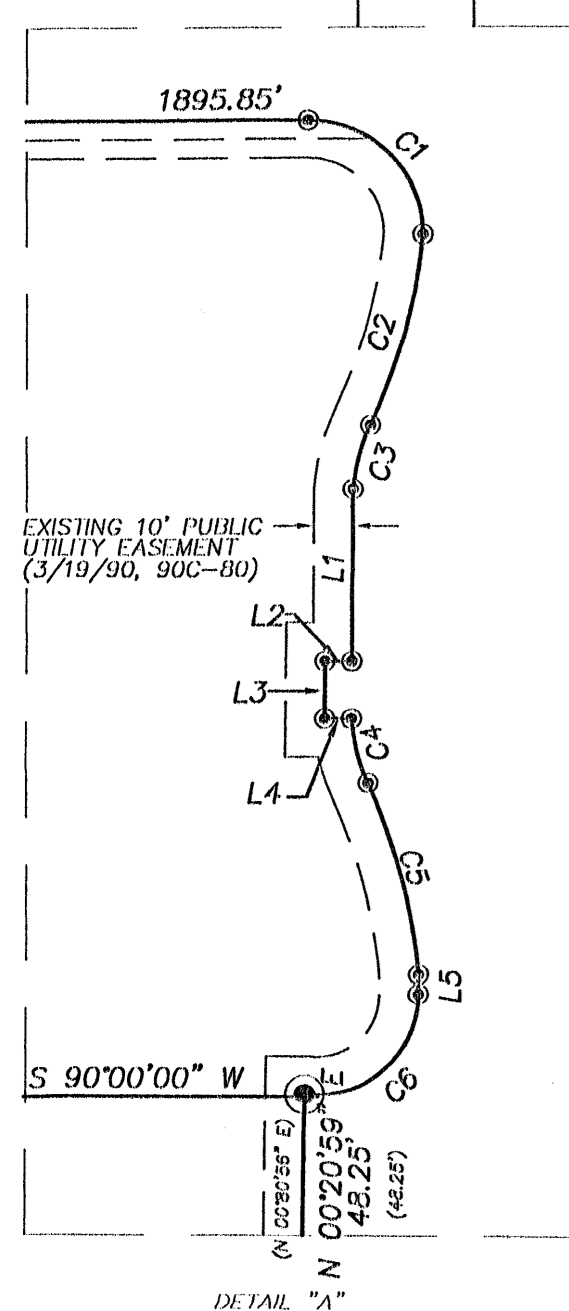 1895.85'
C1
C2
C3
EXISTING 10' PUBLIC
UTILITY EASEMENT
(3/19/90, 90C-80)
L1
L2
L3
L4
C4
C5
L5
C6
S 90°00'00" W
N 00°20'59" E
48.25'
(48.25')
DETAIL "A"